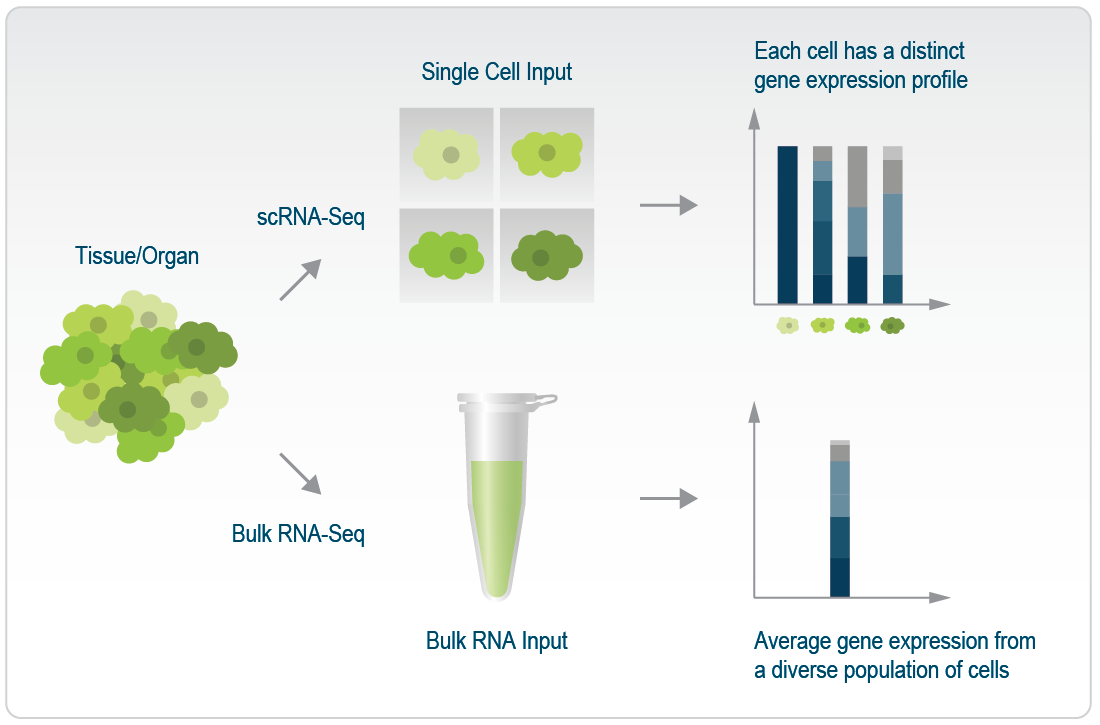 Single Cell Input
Each cell has a distinct
gene expression profile
scRNA-Seq
Tissue/Organ
Bulk RNA-Seq
Bulk RNA Input
Average gene expression from
a diverse population of cells